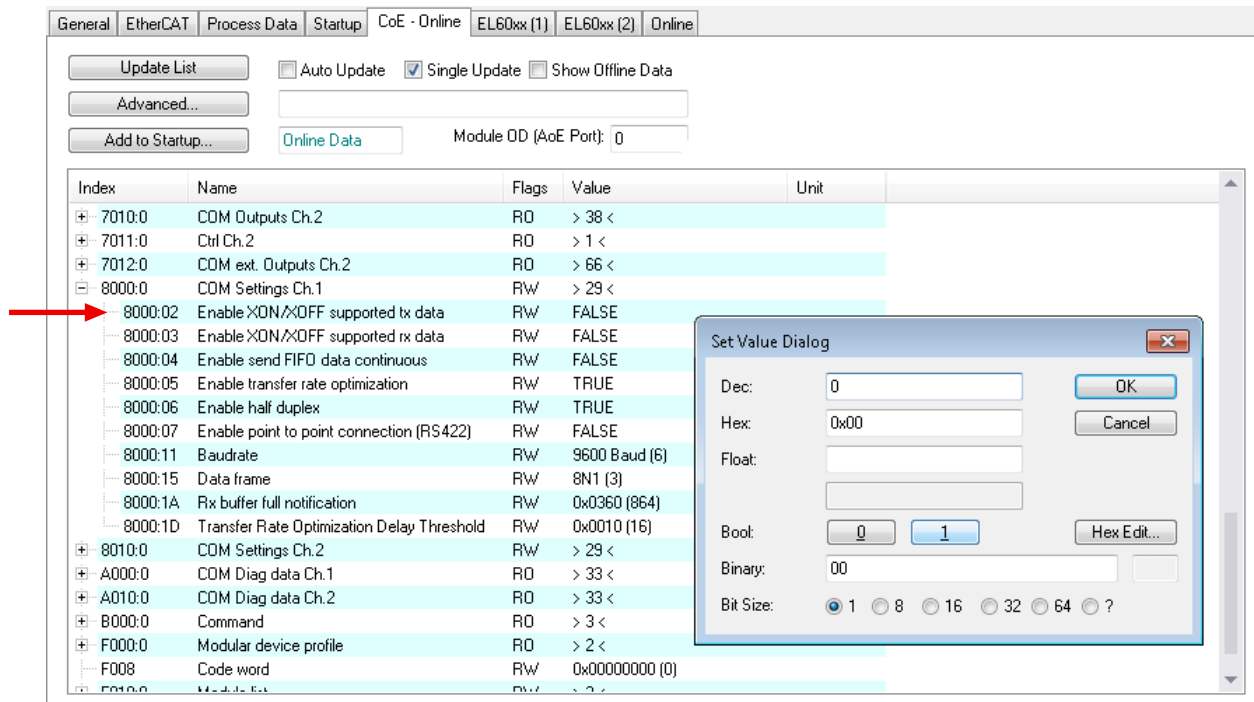 General EtherCAT Process Data Startup CoE - Online EL60xx (1) EL60xx (2) Online
Update List Auto Update Single Update Show Offline Data
Advanced...
Add to Startup... Online Data Module OD (AoE Port): 0
Index Name Flags Value Unit
7010:0 COM Outputs Ch.2 RO > 38 <
7011:0 Ctrl Ch.2 RO > 1 <
7012:0 COM ext. Outputs Ch.2 RO > 66 <
8000:0 COM Settings Ch.1 RW > 29 <
8000:02 Enable XON/XOFF supported tx data RW FALSE
8000:03 Enable XON/XOFF supported rx data RW FALSE
8000:04 Enable send FIFO data continuous RW FALSE
8000:05 Enable transfer rate optimization RW TRUE
8000:06 Enable half duplex RW TRUE
8000:07 Enable point to point connection (RS422) RW FALSE
8000:11 Baudrate RW 9600 Baud (6)
8000:15 Data frame RW 8N1 (3)
8000:1A Rx buffer full notification RW 0x0360 (864)
8000:1D Transfer Rate Optimization Delay Threshold RW 0x0010 (16)
8010:0 COM Settings Ch.2 RW > 29 <
A000:0 COM Diag data Ch.1 RO > 33 <
A010:0 COM Diag data Ch.2 RO > 33 <
B000:0 Command RO > 3 <
F000:0 Modular device profile RO > 2 <
F008 Code word RW 0x00000000 (0)
Set Value Dialog
Dec: 0 OK
Hex: 0x00 Cancel
Float:
Bool: 0 1 Hex Edit...
Binary: 00
Bit Size: 1 8 16 32 64 ?